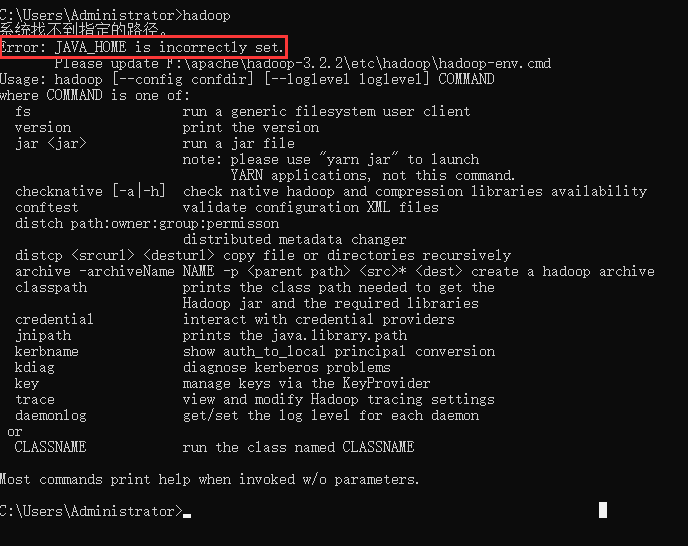 C:\Users\Administrator>hadoop
系统找不到指定的路径。
Error: JAVA_HOME is incorrectly set.
Please update F:\apache\hadoop-3.2.2\etc\hadoop\hadoop-env.cmd
Usage: hadoop [--config confdir] [--loglevel loglevel] COMMAND
where COMMAND is one of:
fs run a generic filesystem user client
version print the version
jar <jar> run a jar file
note: please use "yarn jar" to launch
YARN applications, not this command.
checknative [-a|-h] check native hadoop and compression libraries availability
conftest validate configuration XML files
distch path:owner:group:permisson
distributed metadata changer
distcp <srcurl> <desturl> copy file or directories recursively
archive -archiveName NAME -p <parent path> <src>* <dest> create a hadoop archive
classpath prints the class path needed to get the
Hadoop jar and the required libraries
credential interact with credential providers
jnipath prints the java.library.path
kerbname show auth_to_local principal conversion
kdiag diagnose kerberos problems
key manage keys via the KeyProvider
trace view and modify Hadoop tracing settings
daemonlog get/set the log level for each daemon
or
CLASSNAME run the class named CLASSNAME
Most commands print help when invoked w/o parameters.
C:\Users\Administrator>